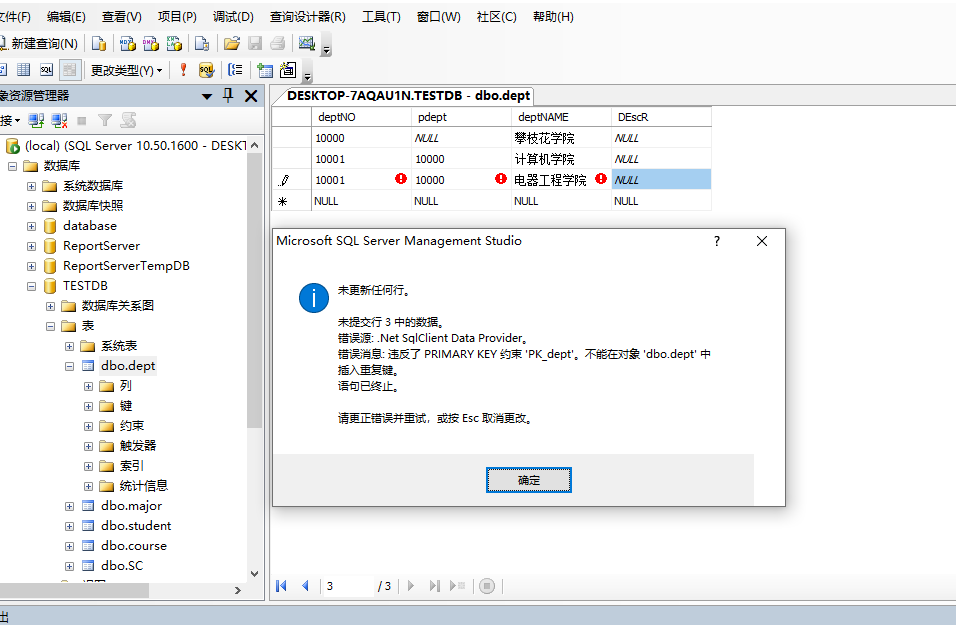 文件(F) 编辑(E) 查看(V) 项目(P) 调试(D) 查询设计器(R) 工具(T) 窗口(W) 社区(C) 帮助(H)
新建查询(N)
更改类型(Y)
象资源管理器
DESKTOP-7AQAU1N.TESTDB - dbo.dept
接
deptNO pdept deptNAME DEscR
10000 NULL 攀枝花学院 NULL
10001 10000 计算机学院 NULL
10001 10000 电器工程学院 NULL
NULL NULL NULL NULL
(local) (SQL Server 10.50.1600 - DESKT
数据库
系统数据库
数据库快照
database
ReportServer
ReportServerTempDB
TESTDB
数据库关系图
表
系统表
dbo.dept
列
键
约束
触发器
索引
统计信息
dbo.major
dbo.student
dbo.course
dbo.SC
Microsoft SQL Server Management Studio
未更新任何行。
未提交行 3 中的数据。
错误源: .Net SqlClient Data Provider。
错误消息: 违反了 PRIMARY KEY 约束 'PK_dept'。不能在对象 'dbo.dept' 中
插入重复键。
语句已终止。
请更正错误并重试，或按 Esc 取消更改。
确定
3 / 3
出